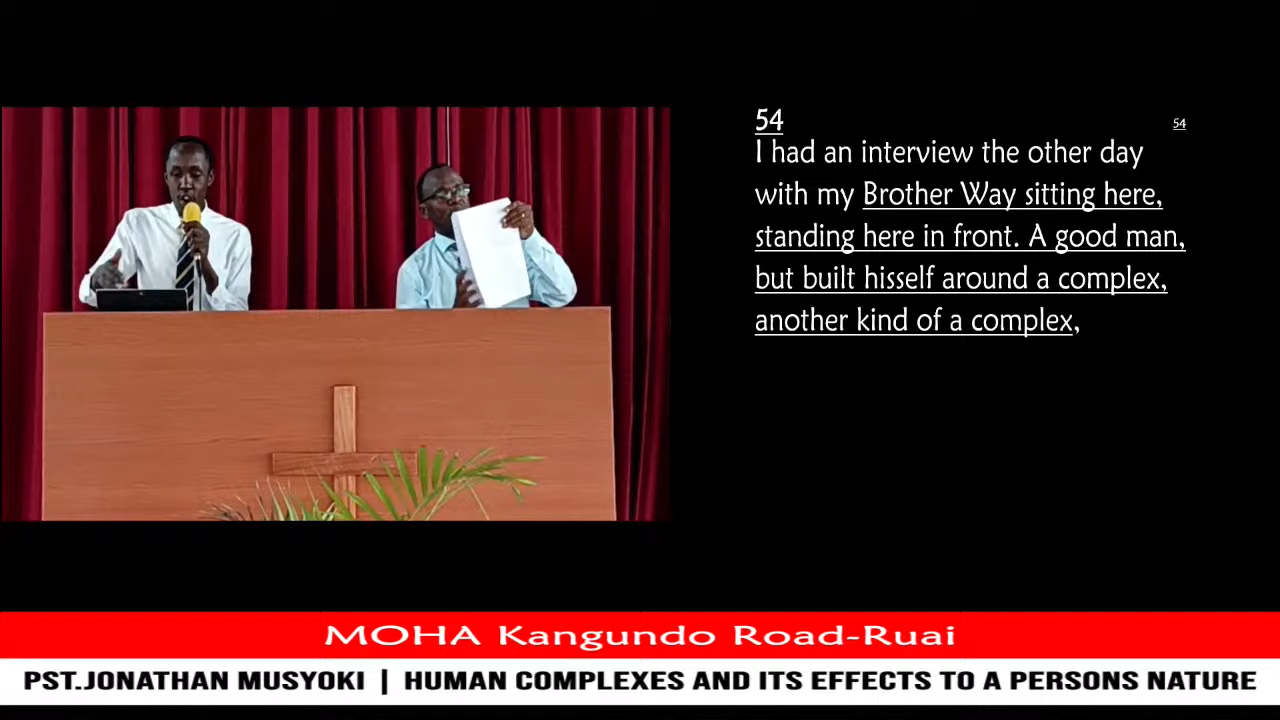 54
54
I had an interview the other day
with my Brother Way sitting here,
standing here in front. A good man,
but built hisself around a complex,
another kind of a complex,
MOHA Kangundo Road-Ruai
PST.JONATHAN MUSYOKI | HUMAN COMPLEXES AND ITS EFFECTS TO A PERSONS NATURE